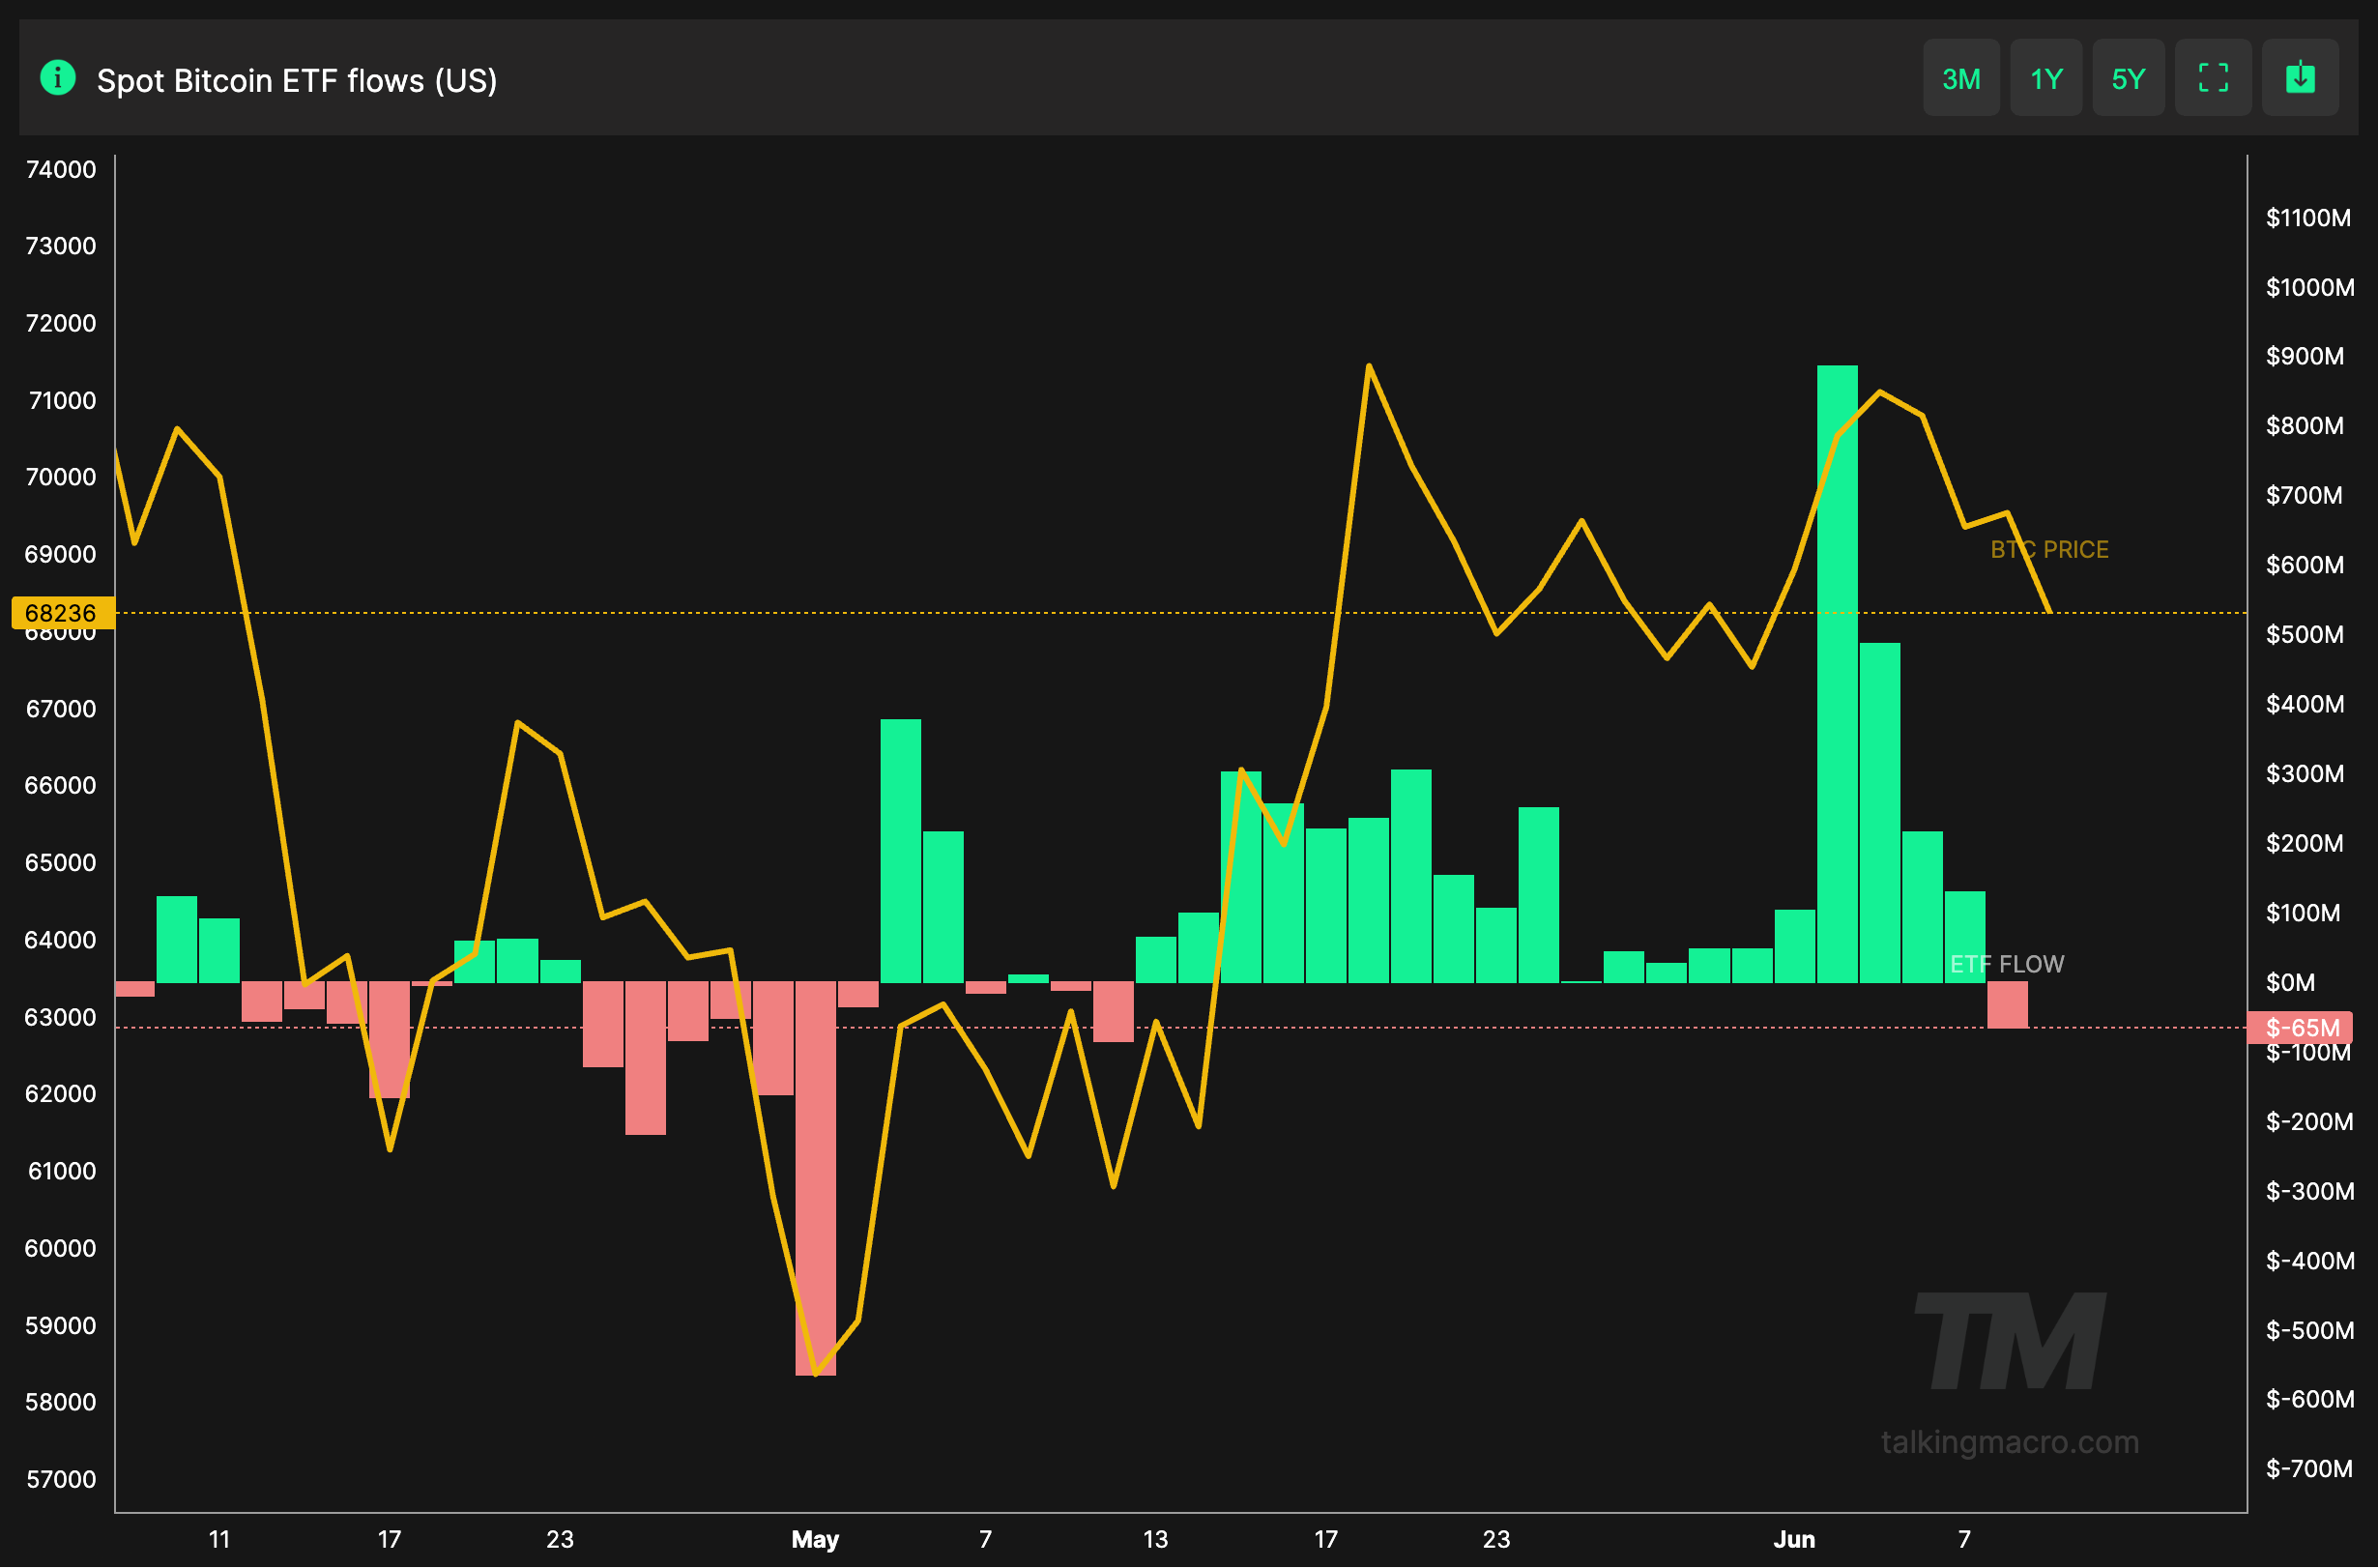 Spot Bitcoin ETF flows (US)
3M 1Y 5Y
74000
73000
72000
71000
70000
69000
68236
68000
67000
66000
65000
64000
63000
62000
61000
60000
59000
58000
57000
$1100M
$1000M
$900M
$800M
$700M
$600M
$500M
$400M
$300M
$200M
$100M
$0M
$-65M
$-100M
$-200M
$-300M
$-400M
$-500M
$-600M
$-700M
BTC PRICE
ETF FLOW
TM
talkingmacro.com
11 17 23 May 7 13 17 23 Jun 7